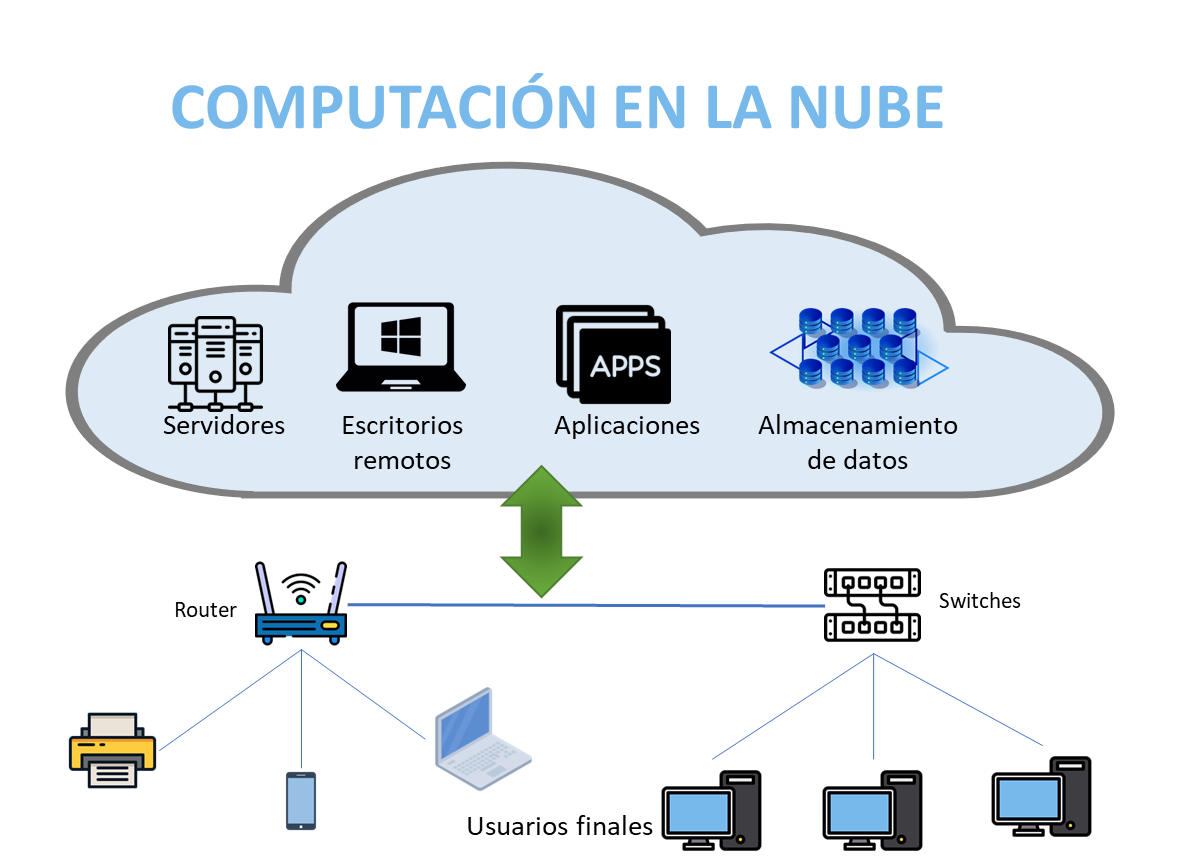 COMPUTACIÓN EN LA NUBE
APPS
Servidores
Escritorios
remotos
Aplicaciones
Almacenamiento
de datos
Router
Switches
Usuarios finales